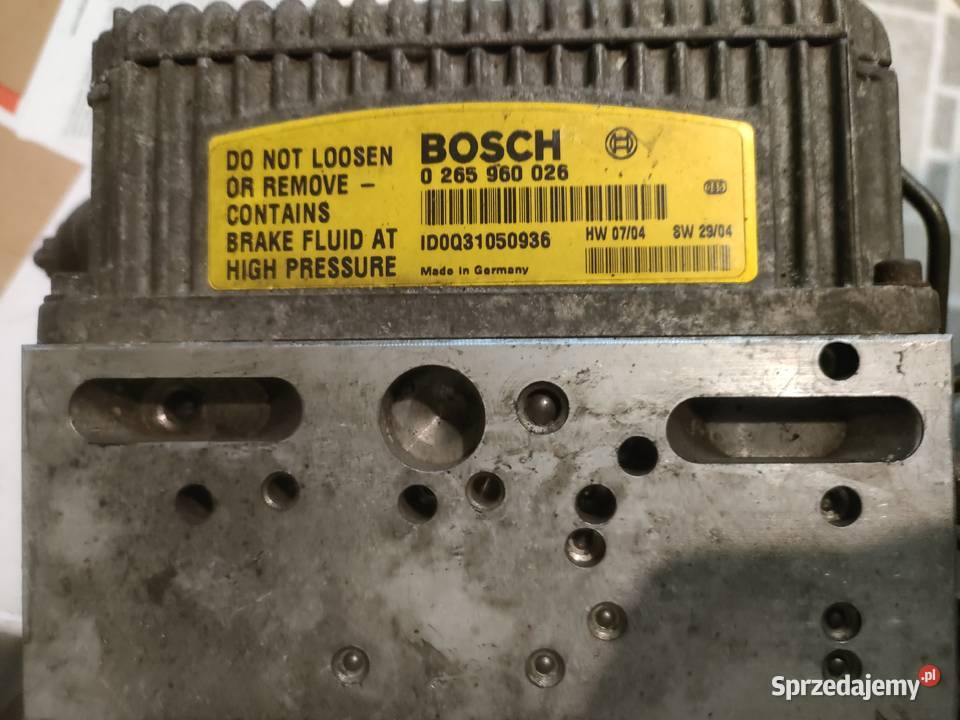 DO NOT LOOSEN
OR REMOVE –
CONTAINS
BRAKE FLUID AT
HIGH PRESSURE
BOSCH
0 265 960 026
ID0Q31050936
HW 07/04 SW 29/04
Made in Germany
Sprzedajemy.pl